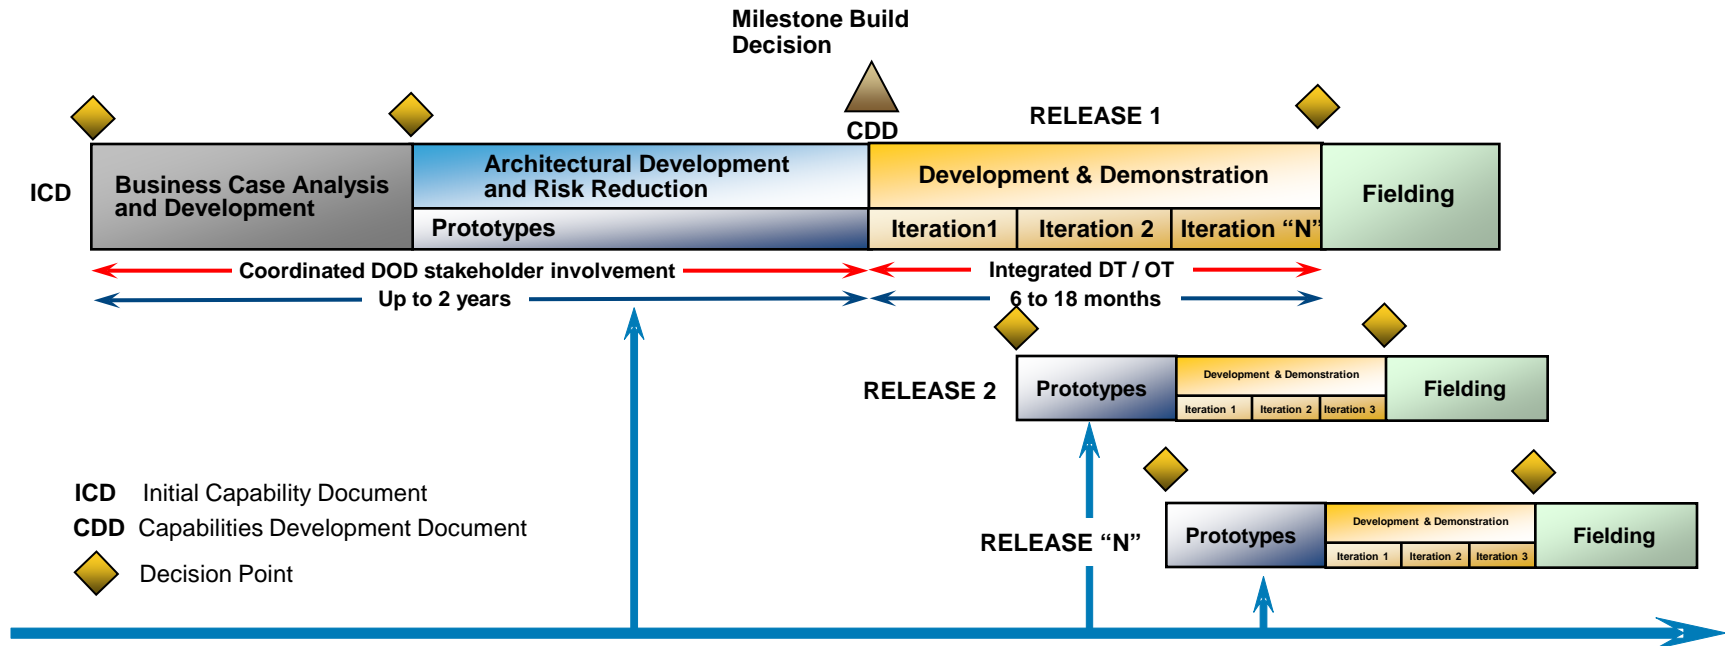 Milestone Build
Decision
CDD
RELEASE 1
ICD
Business Case Analysis
and Development
Architectural Development
and Risk Reduction
Prototypes
Development & Demonstration
Iteration1
Iteration 2
Iteration “N”
Fielding
Coordinated DOD stakeholder involvement
Integrated DT / OT
Up to 2 years
6 to 18 months
RELEASE 2
Prototypes
Development & Demonstration
Iteration 1
Iteration 2
Iteration 3
Fielding
RELEASE “N”
Prototypes
Development & Demonstration
Iteration 1
Iteration 2
Iteration 3
Fielding
ICD Initial Capability Document
CDD Capabilities Development Document
Decision Point